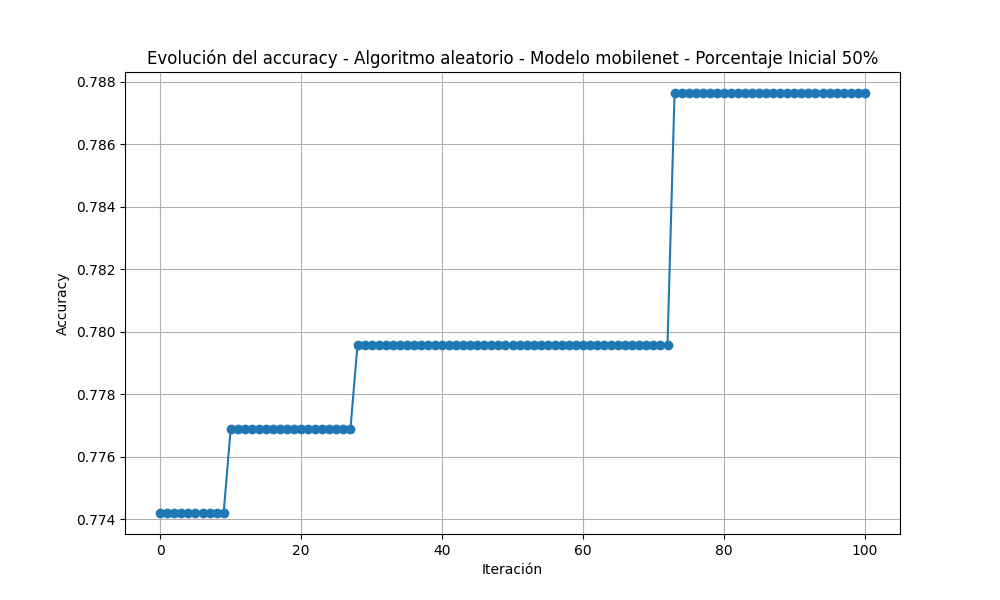 Evolución del accuracy - Algoritmo aleatorio - Modelo mobilenet - Porcentaje Inicial 50%
0.788
0.786
0.784
0.782
0.780
0.778
0.776
0.774
Accuracy
0 20 40 60 80 100
Iteración